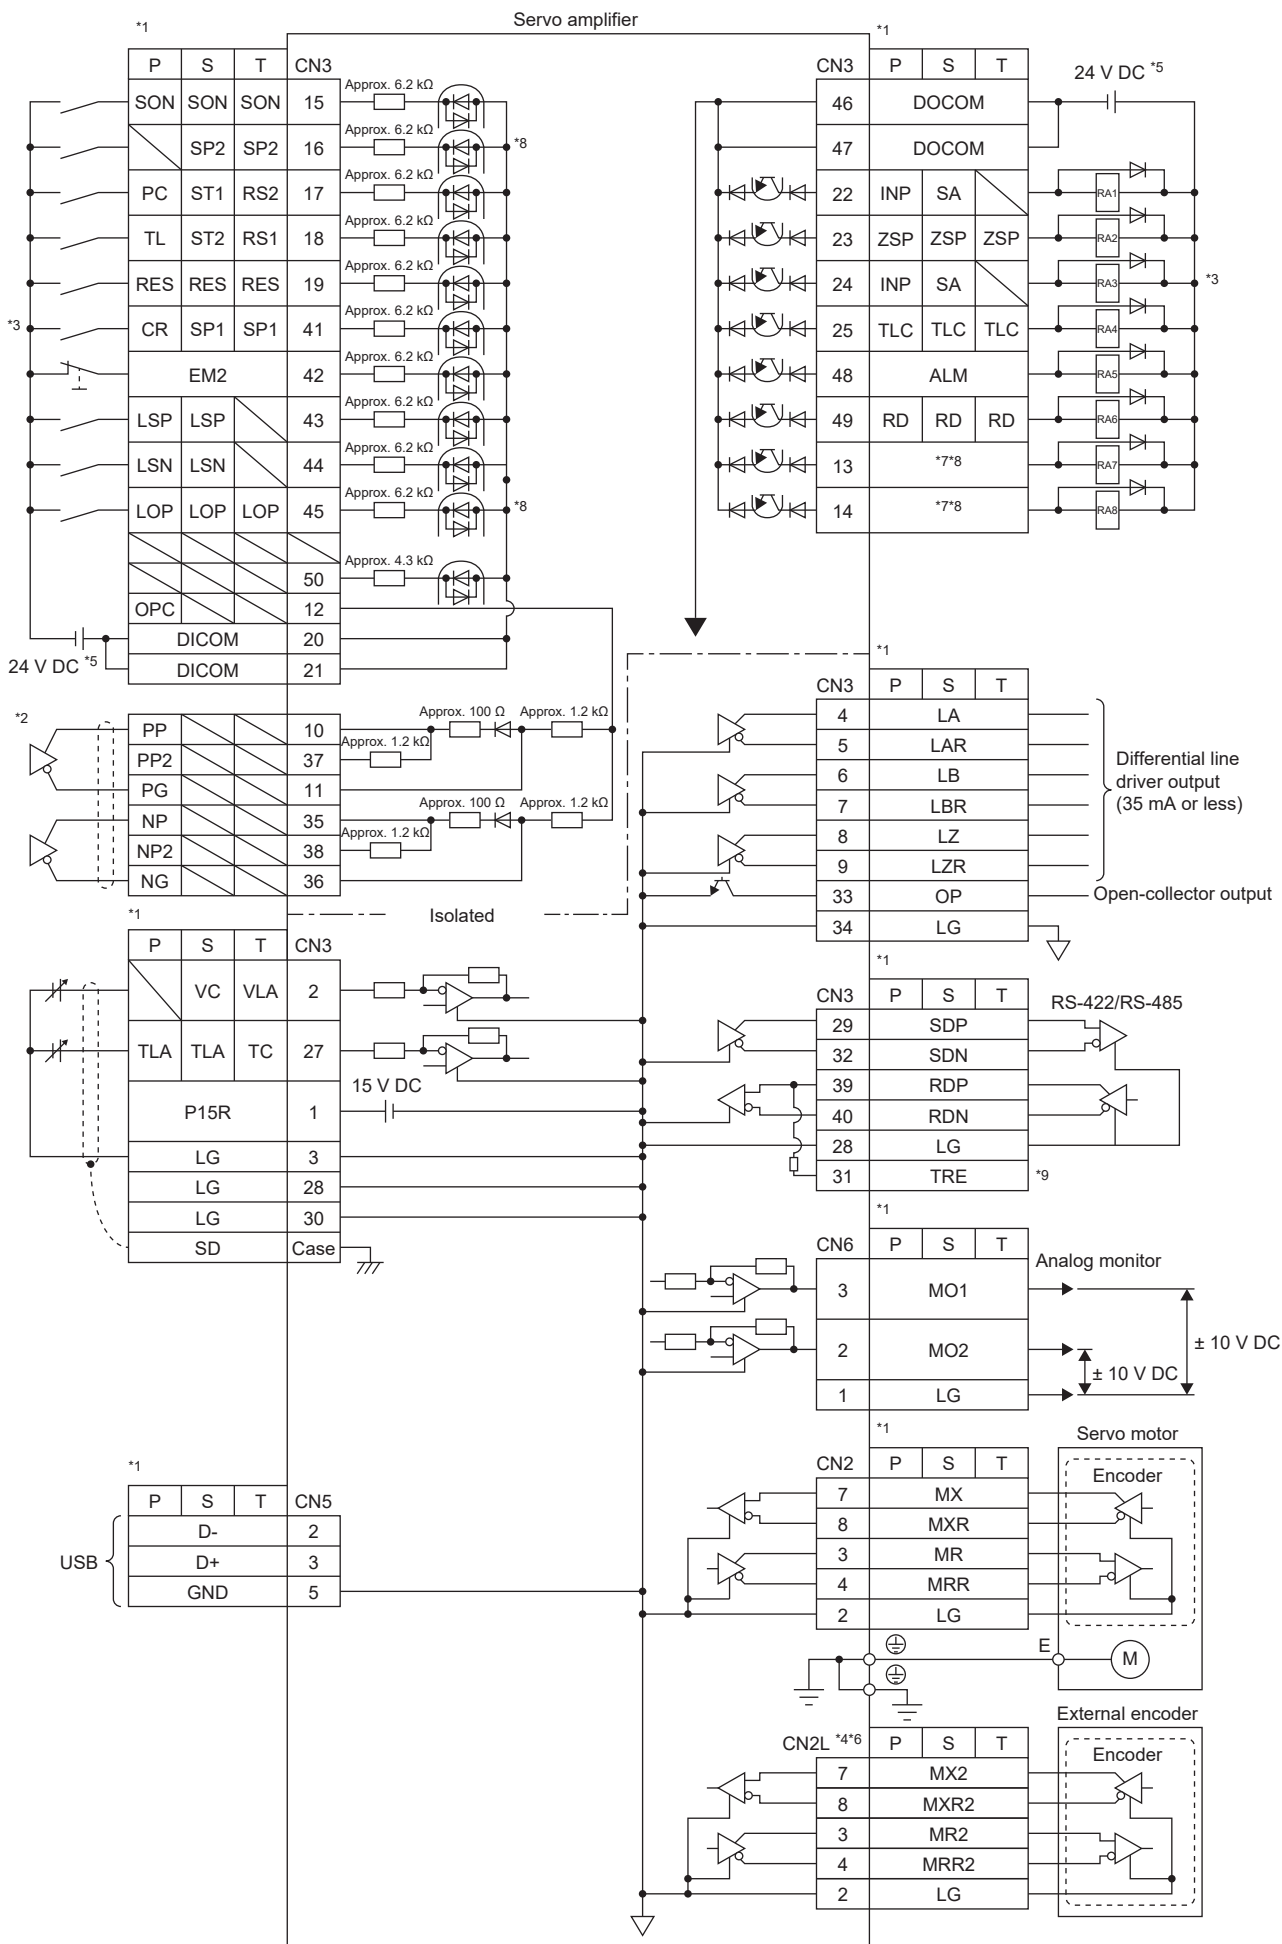 Servo amplifier
*1
P S T CN3
SON SON SON 15 Approx. 6.2 kΩ
SP2 SP2 16 Approx. 6.2 kΩ *8
PC ST1 RS2 17 Approx. 6.2 kΩ
TL ST2 RS1 18 Approx. 6.2 kΩ
RES RES RES 19 Approx. 6.2 kΩ
*3 CR SP1 SP1 41 Approx. 6.2 kΩ
EM2 42 Approx. 6.2 kΩ
LSP LSP 43 Approx. 6.2 kΩ
LSN LSN 44 Approx. 6.2 kΩ
LOP LOP LOP 45 Approx. 6.2 kΩ *8
50 Approx. 4.3 kΩ
OPC 12
DICOM 20
24 V DC *5 DICOM 21
*2
PP 10 Approx. 100 Ω Approx. 1.2 kΩ
PP2 37 Approx. 1.2 kΩ
PG 11
NP 35 Approx. 100 Ω Approx. 1.2 kΩ
NP2 38 Approx. 1.2 kΩ
NG 36
*1
Isolated
P S T CN3
VC VLA 2
TLA TLA TC 27
P15R 1 15 V DC
LG 3
LG 28
LG 30
SD Case
*1
P S T CN5
USB
D- 2
D+ 3
GND 5
*1
CN3 P S T
24 V DC *5
46 DOCOM
47 DOCOM
22 INP SA RA1
23 ZSP ZSP ZSP RA2
24 INP SA RA3 *3
25 TLC TLC TLC RA4
48 ALM RA5
49 RD RD RD RA6
13 *7*8 RA7
14 *7*8 RA8
*1
CN3 P S T
4 LA
5 LAR
6 LB
7 LBR
8 LZ
9 LZR
Differential line
driver output
(35 mA or less)
33 OP Open-collector output
34 LG
*1
CN3 P S T
RS-422/RS-485
29 SDP
32 SDN
39 RDP
40 RDN
28 LG
31 TRE *9
*1
CN6 P S T
Analog monitor
3 MO1
± 10 V DC
2 MO2
± 10 V DC
1 LG
*1
Servo motor
CN2 P S T
Encoder
7 MX
8 MXR
3 MR
4 MRR
2 LG
E M
External encoder
CN2L *4*6 P S T
Encoder
7 MX2
8 MXR2
3 MR2
4 MRR2
2 LG